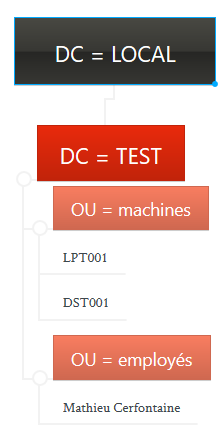 DC = LOCAL
DC = TEST
OU = machines
LPT001
DST001
OU = employés
Mathieu Cerfontaine